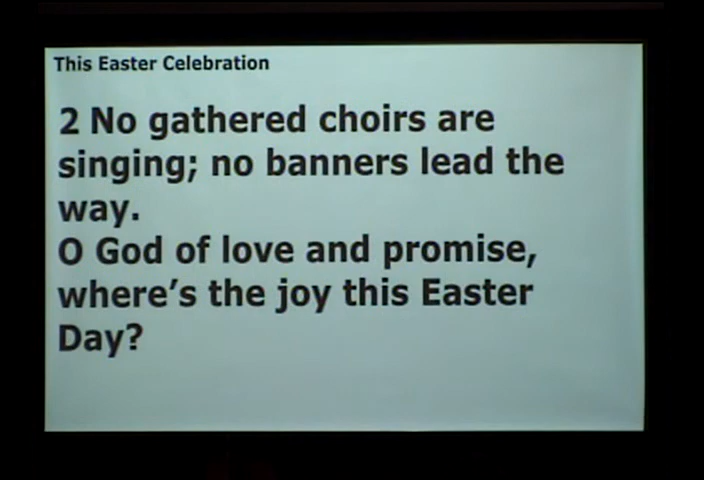 This Easter Celebration
2 No gathered choirs are
singing; no banners lead the
way.
O God of love and promise,
where's the joy this Easter
Day?